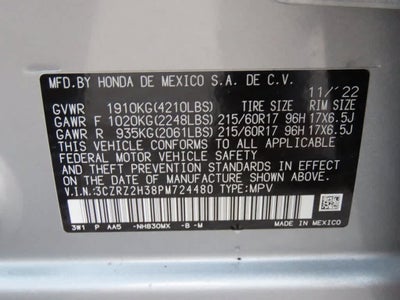 MFD.BY HONDA DE MEXICO S.A. DE C.V.
11/'22
GVWR 1910KG(4210LBS) TIRE SIZE RIM SIZE
GAWR F 1020KG(2248LBS) 215/60R17 96H 17X6.5J
GAWR R 935KG(2061LBS) 215/60R17 96H 17X6.5J
THIS VEHICLE CONFORMS TO ALL APPLICABLE
FEDERAL MOTOR VEHICLE SAFETY, BUMPER,
AND THEFT PREVENTION STANDARDS IN EFFECT
ON THE DATE OF MANUFACTURE SHOWN ABOVE.
V.I.N:3CZRZ2H38PM724480 TYPE:MPV
3W1 P AA5 -NH830MX -B -M
MADE IN MEXICO